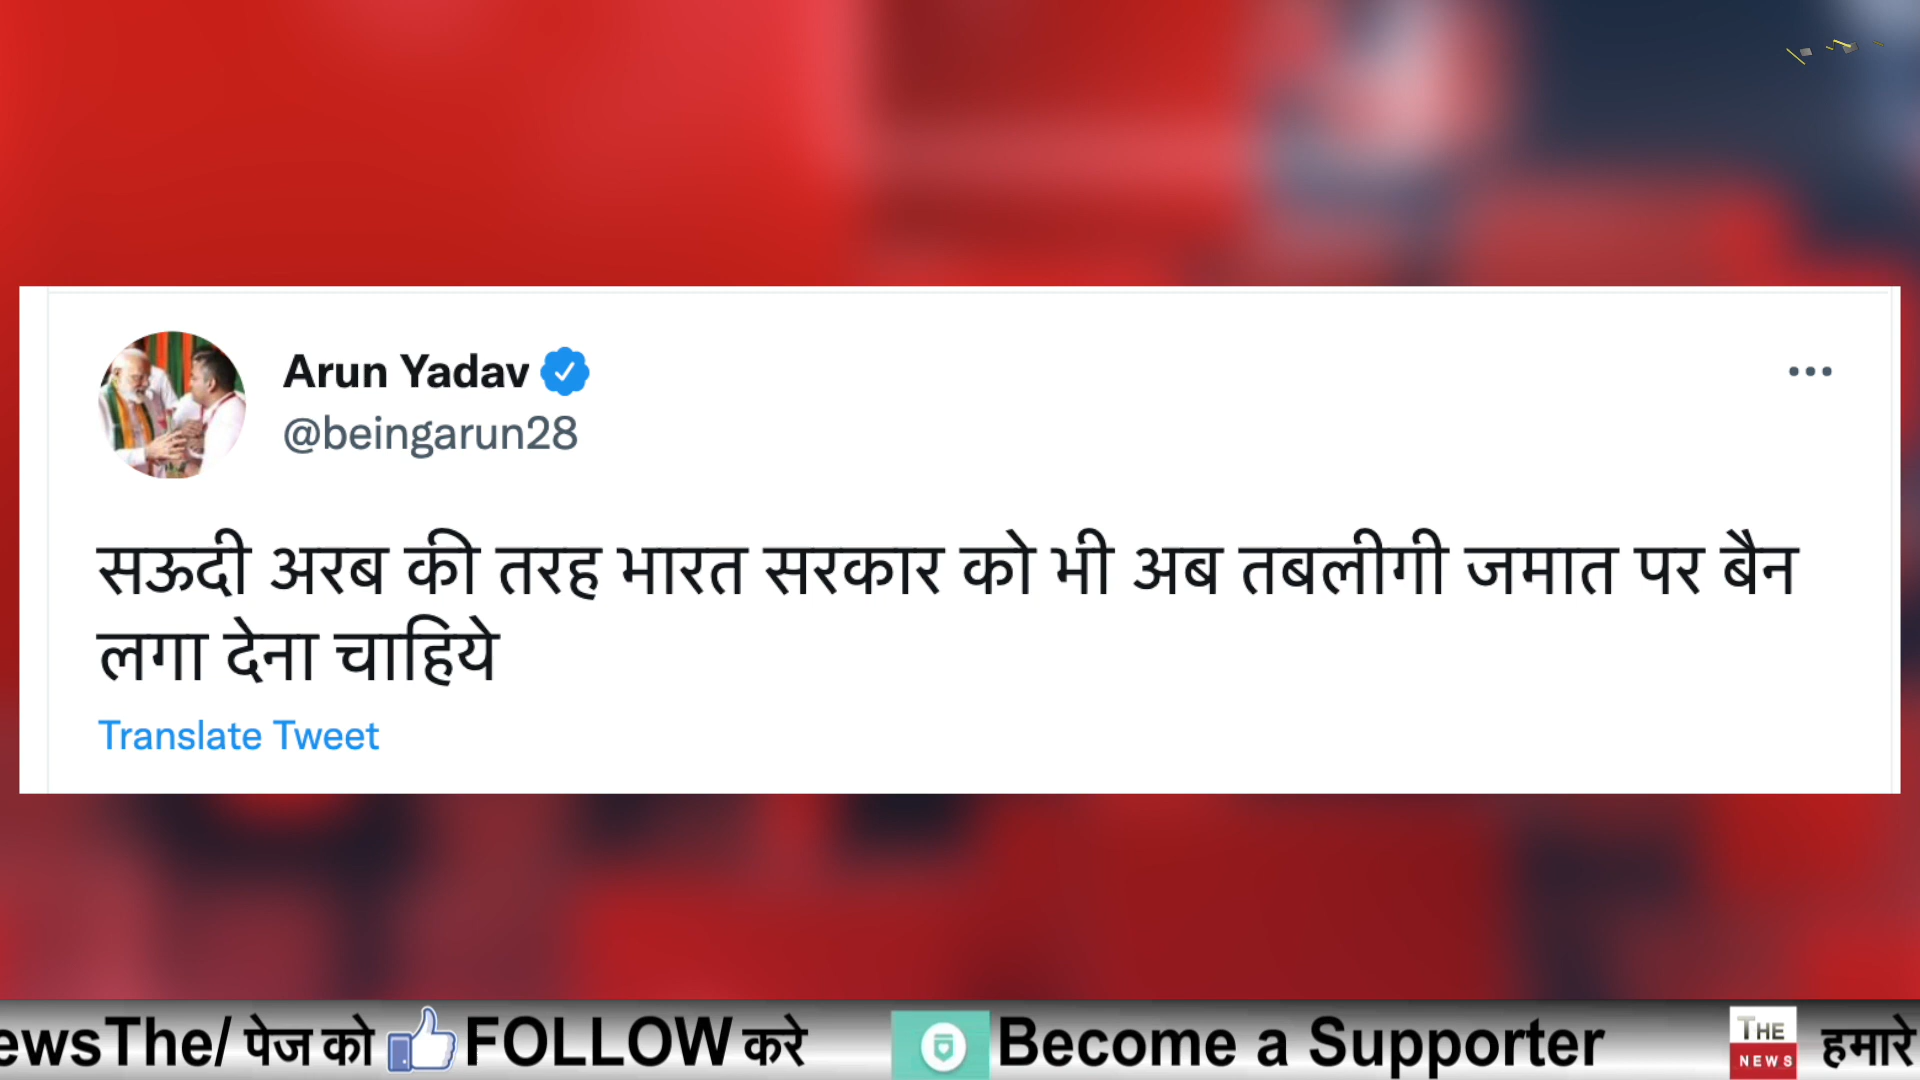 Arun Yadav
@beingarun28
सऊदी अरब की तरह भारत सरकार को भी अब तबलीगी जमात पर बैन
लगा देना चाहिये
Translate Tweet
ewsThe/ पेज को FOLLOW करे Become a Supporter THE NEWS हमारे